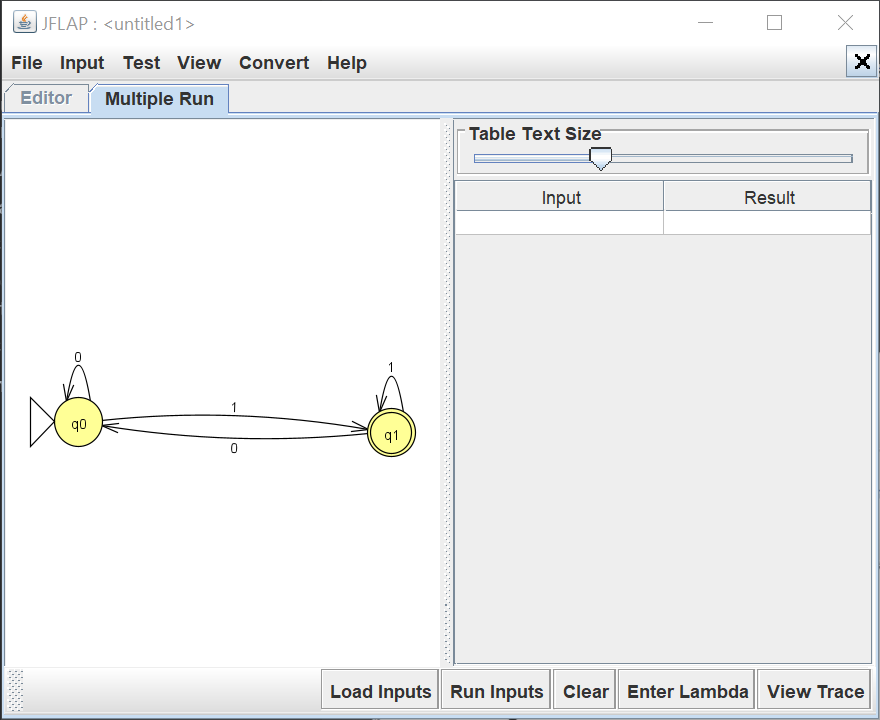 JFLAP : <untitled1>
File Input Test View Convert Help
Editor Multiple Run
Table Text Size
Input Result
0
1
1
q0
q1
0
Load Inputs Run Inputs Clear Enter Lambda View Trace